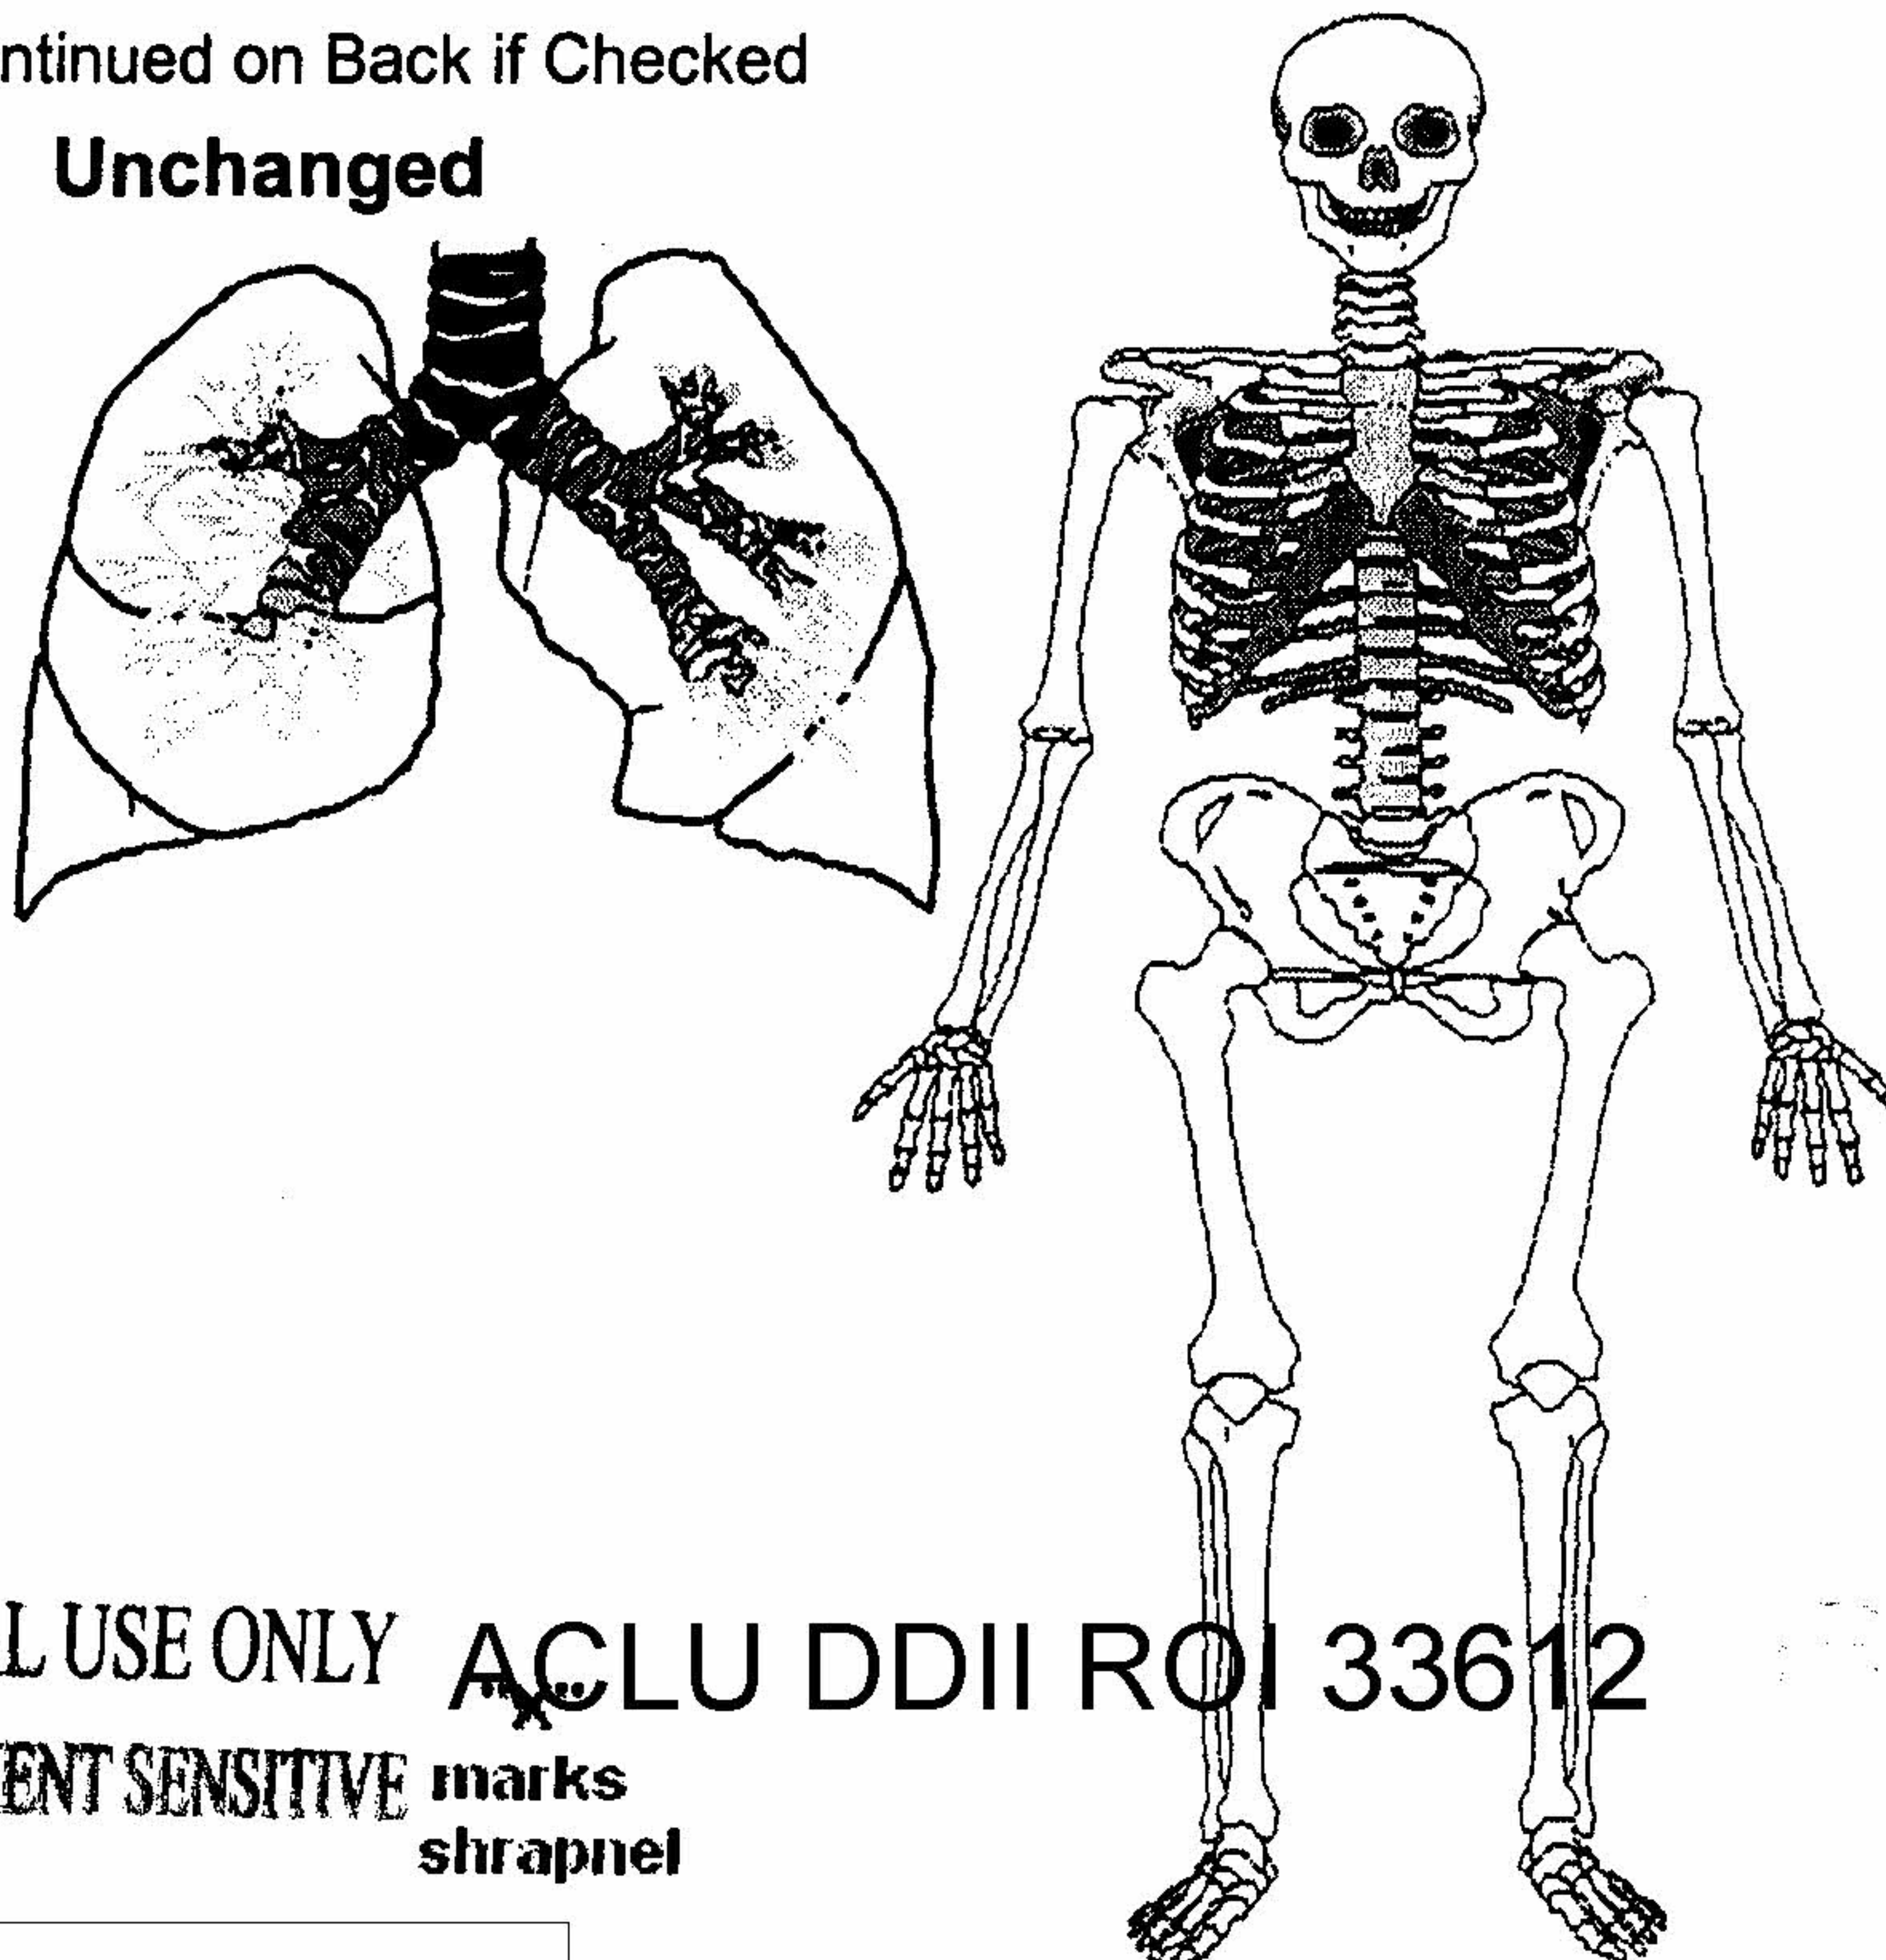 ntinued on Back if Checked
Unchanged
L USE ONLY
ACLU DDII ROI 33612
"X"
ENT SENSITIVE
marks
shrapnel